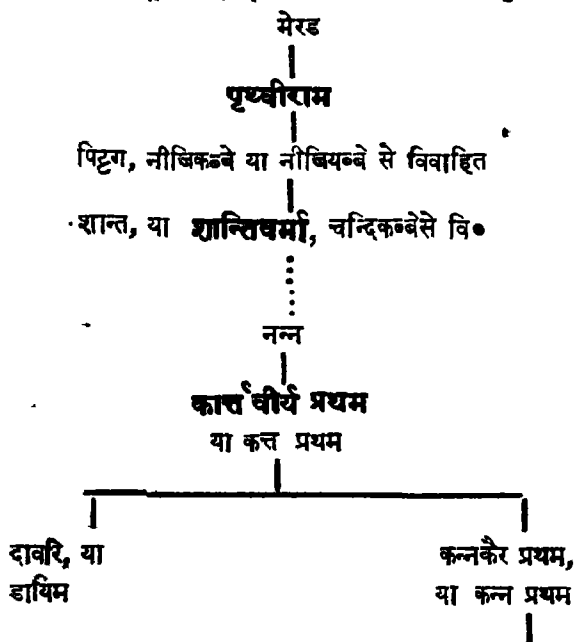 मेरड
पृथ्वीराम
पिट्टग, नीजिकब्बे या नीजियब्बे से विवाहित
शान्त, या शान्तिवर्मा, चन्दिकब्बेसे वि०
नन्न
कार्त्तवीर्य प्रथम
या कत्त प्रथम
दावरि, या
कन्नकैर प्रथम,
डायिम
या कन्न प्रथम